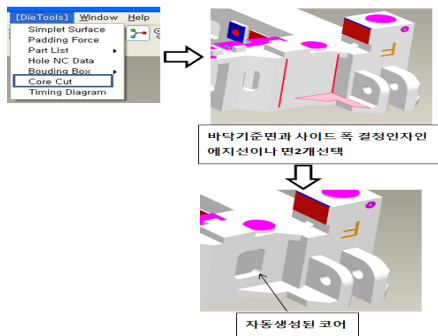 [DieTools] Window Help
Simplet Surface
Padding Force
Part List
Hole NC Data
Bouding Box
Core Cut
Timing Diagram
바닥기준면과 사이드 폭 결정인자인
에지선이나 면2개선택
자동생성된 코어